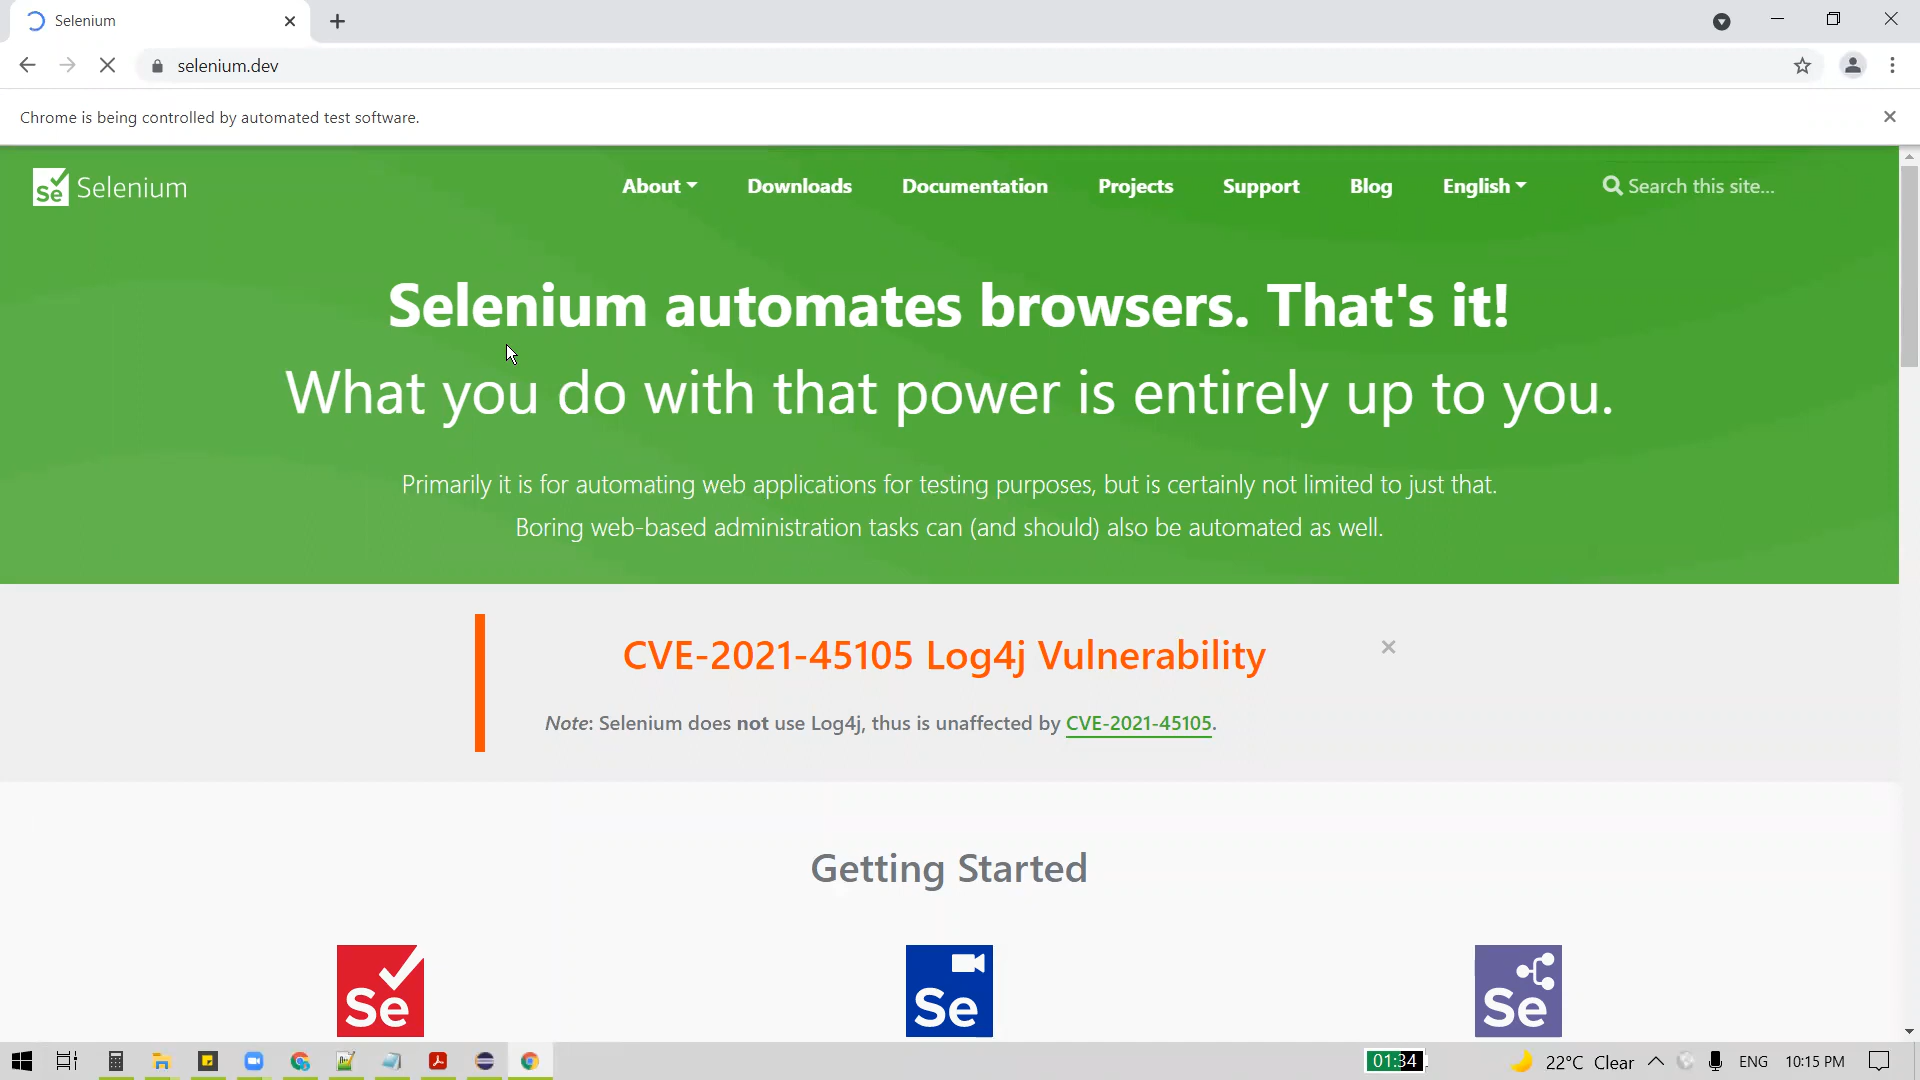 Selenium
selenium.dev
Chrome is being controlled by automated test software.
Se Selenium
About Downloads Documentation Projects Support Blog English Search this site...
Selenium automates browsers. That's it!
What you do with that power is entirely up to you.
Primarily it is for automating web applications for testing purposes, but is certainly not limited to just that.
Boring web-based administration tasks can (and should) also be automated as well.
CVE-2021-45105 Log4j Vulnerability
Note: Selenium does not use Log4j, thus is unaffected by CVE-2021-45105.
Getting Started
Se Se Se
01:34 22°C Clear ENG 10:15 PM